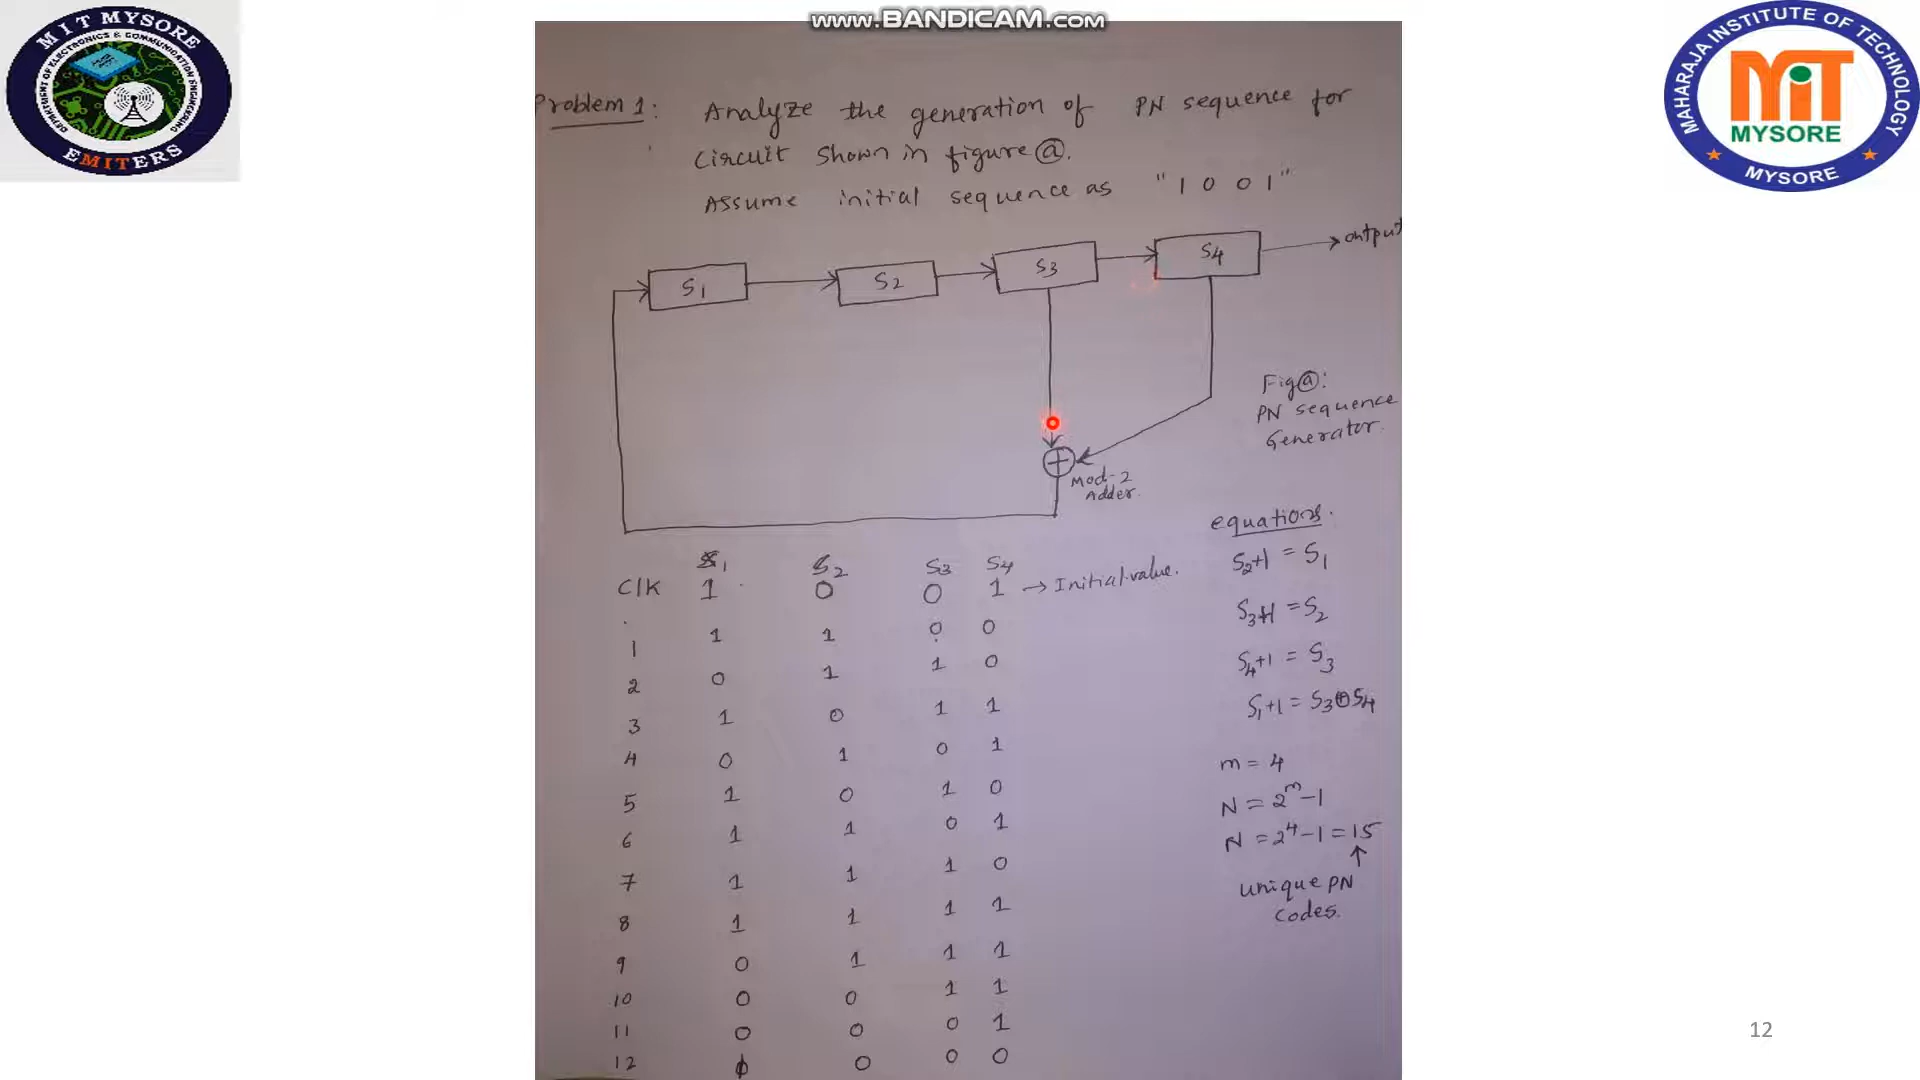 www.BANDICAM.com
MIT MYSORE
DEPARTMENT OF ELECTRONICS & COMMUNICATION ENGINEERING
EMITERS
MAHARAJA INSTITUTE OF TECHNOLOGY
MiT
MYSORE
MYSORE
Problem 1: Analyze the generation of PN sequence for
Circuit shown in figure ⓐ.
Assume initial sequence as "1 0 0 1"
S1 S2 S3 S4 output
Fig ⓐ:
PN sequence
Generator.
Mod-2
Adder.
equations.
S2+1 = S1
S3+1 = S2
S4+1 = S3
S1+1 = S3⊕S4
m = 4
N = 2^m-1
N = 2^4-1 = 15
↑
unique PN
codes.
S1 S2 S3 S4
Clk 1 0 0 1 → Initial value.
1 1 1 0 0
2 0 1 1 0
3 1 0 1 1
4 0 1 0 1
5 1 0 1 0
6 1 1 0 1
7 1 1 1 0
8 1 1 1 1
9 0 1 1 1
10 0 0 1 1
11 0 0 0 1
12 0 0 0
12